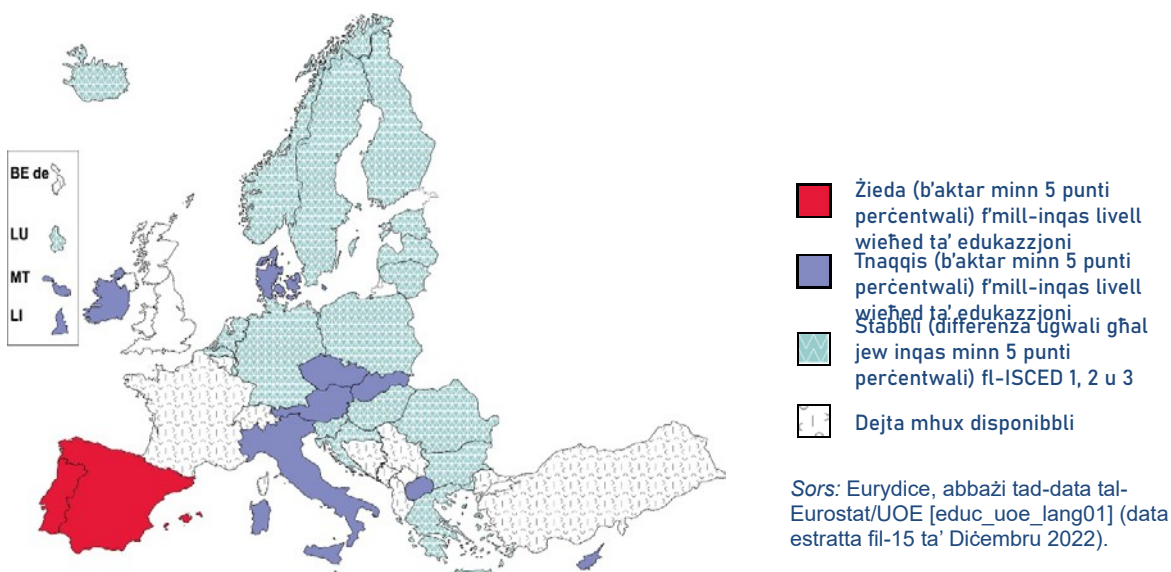 BE de
LU
MT
LI
Żieda (b'aktar minn 5 punti
perċentwali) f'mill-inqas livell
wieħed ta' edukazzjoni
Tnaqqis (b'aktar minn 5 punti
perċentwali) f'mill-inqas livell
wieħed ta' edukazzjoni
Stabbli (differenza ugwali għal
jew inqas minn 5 punti
perċentwali) fl-ISCED 1, 2 u 3
Dejta mhux disponibbli
Sors: Eurydice, abbażi tad-data tal-
Eurostat/UOE [educ_uoe_lang01] (data
estratta fil-15 ta’ Diċembru 2022).